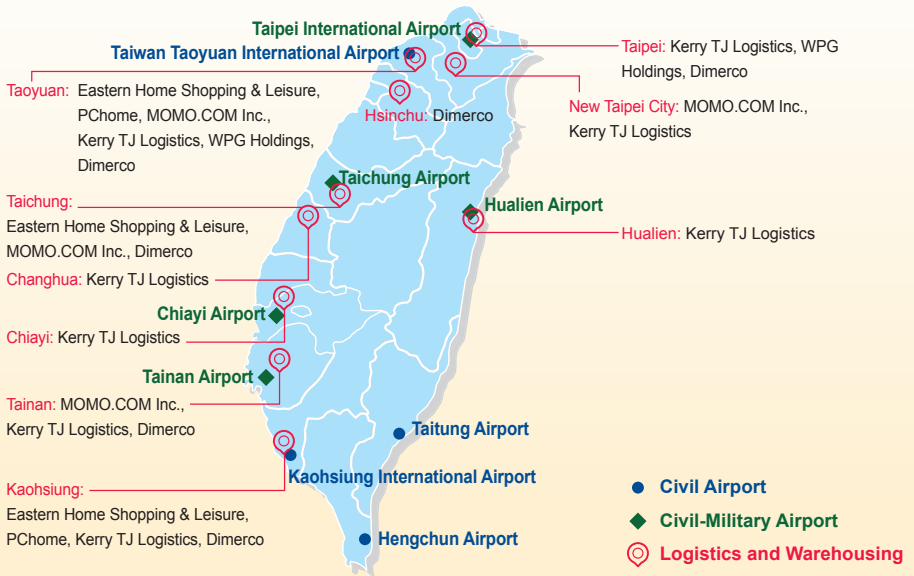 Taipei International Airport
Taiwan Taoyuan International Airport
Taipei: Kerry TJ Logistics, WPG
Holdings, Dimerco
Taoyuan: Eastern Home Shopping & Leisure,
PChome, MOMO.COM Inc.,
Kerry TJ Logistics, WPG Holdings,
Dimerco
Hsinchu: Dimerco
New Taipei City: MOMO.COM Inc.,
Kerry TJ Logistics
Taichung Airport
Taichung:
Eastern Home Shopping & Leisure,
MOMO.COM Inc., Dimerco
Hualien Airport
Hualien: Kerry TJ Logistics
Changhua: Kerry TJ Logistics
Chiayi Airport
Chiayi: Kerry TJ Logistics
Tainan Airport
Tainan: MOMO.COM Inc.,
Kerry TJ Logistics, Dimerco
Taitung Airport
Kaohsiung International Airport
Kaohsiung:
Eastern Home Shopping & Leisure,
PChome, Kerry TJ Logistics, Dimerco
Hengchun Airport
Civil Airport
Civil-Military Airport
Logistics and Warehousing